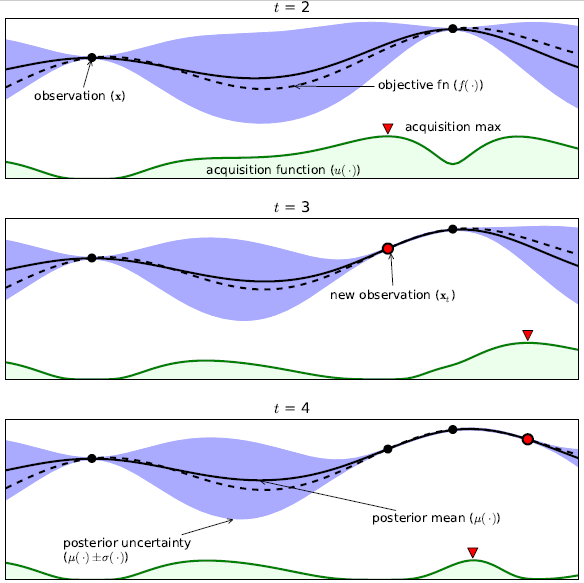 t = 2
observation (x)
objective fn (f(·))
acquisition max
acquisition function (u(·))
t = 3
new observation (xₜ)
t = 4
posterior mean (μ(·))
posterior uncertainty
(μ(·) ±σ(·))